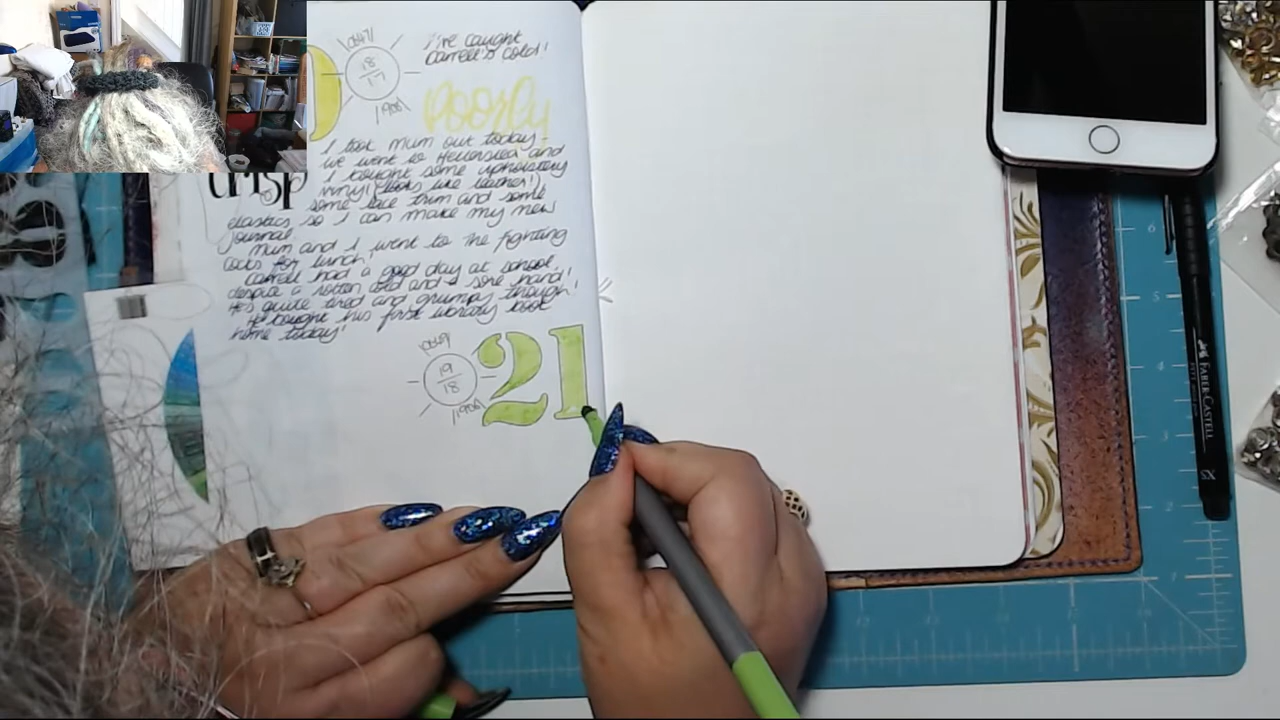 I've caught
Carrell's cold!
18
17
Poorly
I took Mum out today -
we went to and
I bought some upholstery
vinyl (looks like leather!)
some lace trim and some
elastics so I can make my new
journal.
Mum and I went to the fighting
cocks for lunch!
Carrell had a good day at school
despite a rotten cold and a sore hand!
He's quite tired and grumpy though!
He bought his first library book
home today!
crisp
19
18
21
FABER-CASTELL